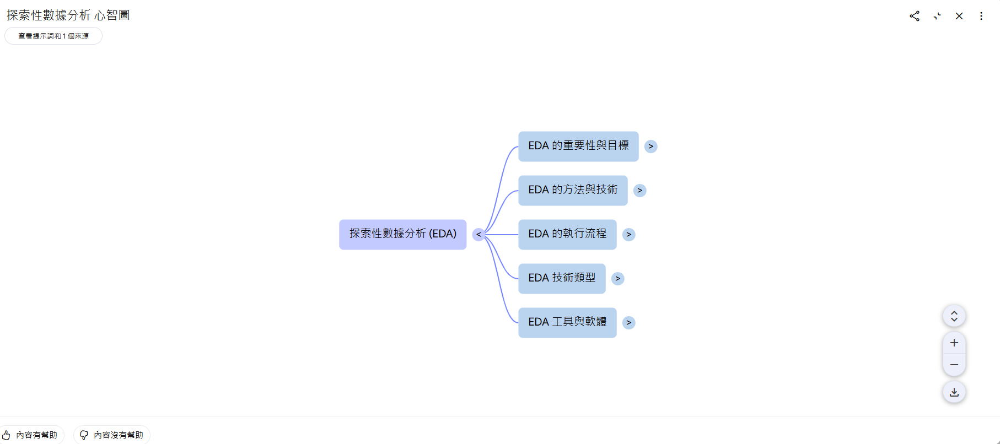 探索性數據分析 心智圖
查看提示詞和 1 個來源
EDA 的重要性與目標
>
EDA 的方法與技術
>
探索性數據分析 (EDA)
<
EDA 的執行流程
>
EDA 技術類型
>
EDA 工具與軟體
>
內容有幫助
內容沒有幫助